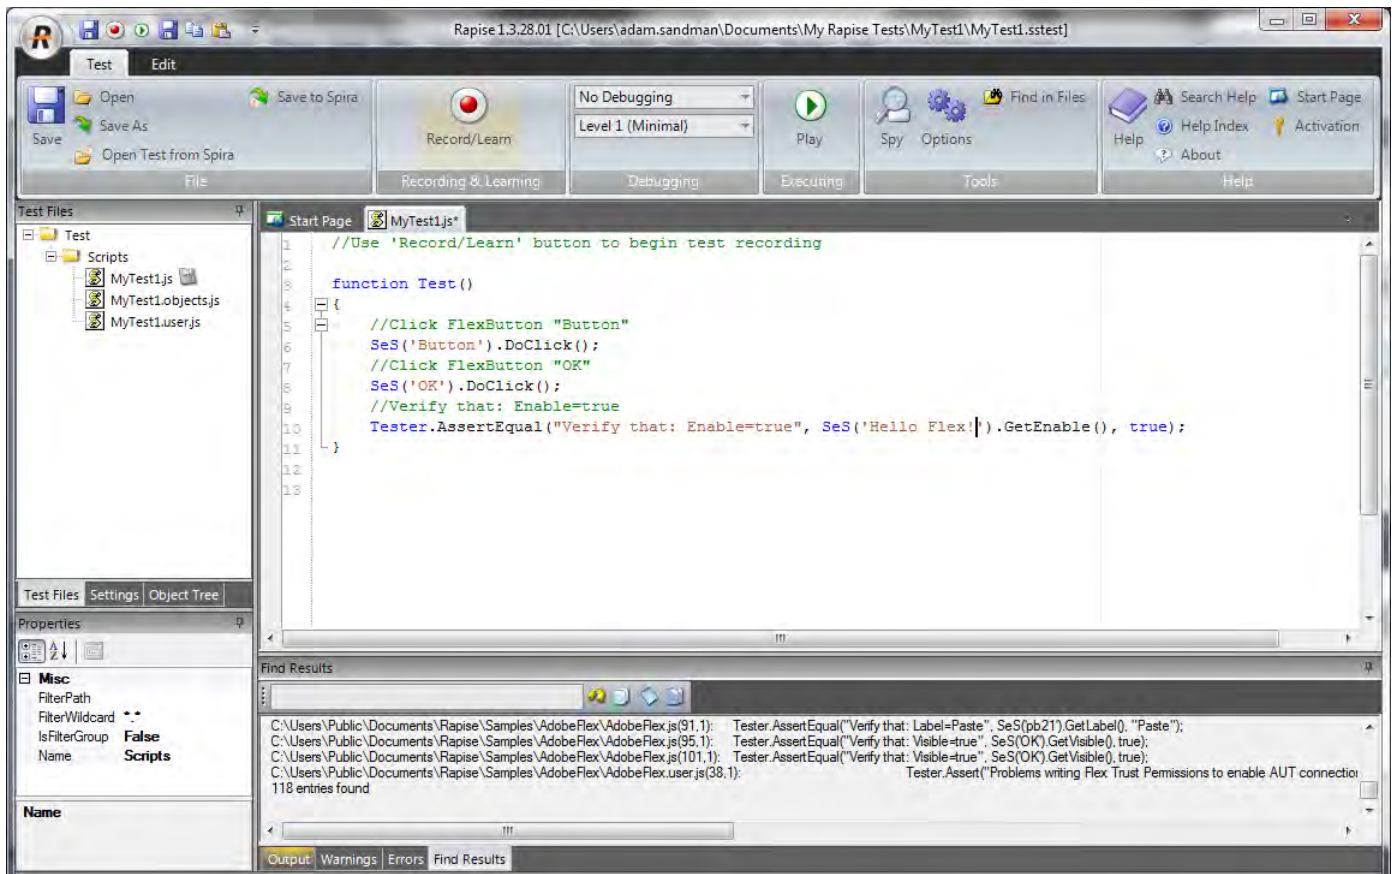 Rapise 1.3.28.01 [C:\Users\adam.sandman\Documents\My Rapise Tests\MyTest1\MyTest1.sstest]
Test Edit
Save
Open
Save As
Open Test from Spira
Save to Spira
File
Record/Learn
Recording & Learning
No Debugging
Level 1 (Minimal)
Debugging
Play
Executing
Spy
Options
Find in Files
Tools
Help
Search Help
Help Index
About
Start Page
Activation
Help
Test Files
Test
Scripts
MyTest1.js
MyTest1.objects.js
MyTest1.user.js
Test Files Settings Object Tree
Properties
Misc
FilterPath
FilterWildcard *.*
IsFilterGroup False
Name Scripts
Name
Start Page MyTest1.js*
1 //Use 'Record/Learn' button to begin test recording
2
3 function Test()
4 {
5 //Click FlexButton "Button"
6 SeS('Button').DoClick();
7 //Click FlexButton "OK"
8 SeS('OK').DoClick();
9 //Verify that: Enable=true
10 Tester.AssertEqual("Verify that: Enable=true", SeS('Hello Flex!').GetEnable(), true);
11 }
12
13
Find Results
C:\Users\Public\Documents\Rapise\Samples\AdobeFlex\AdobeFlex.js(91,1): Tester.AssertEqual("Verify that: Label=Paste", SeS('pb21').GetLabel(), "Paste");
C:\Users\Public\Documents\Rapise\Samples\AdobeFlex\AdobeFlex.js(95,1): Tester.AssertEqual("Verify that: Visible=true", SeS('OK').GetVisible(), true);
C:\Users\Public\Documents\Rapise\Samples\AdobeFlex\AdobeFlex.js(101,1): Tester.AssertEqual("Verify that: Visible=true", SeS('OK').GetVisible(), true);
C:\Users\Public\Documents\Rapise\Samples\AdobeFlex\AdobeFlex.user.js(38,1): Tester.Assert("Problems writing Flex Trust Permissions to enable AUT connection
118 entries found
Output Warnings Errors Find Results